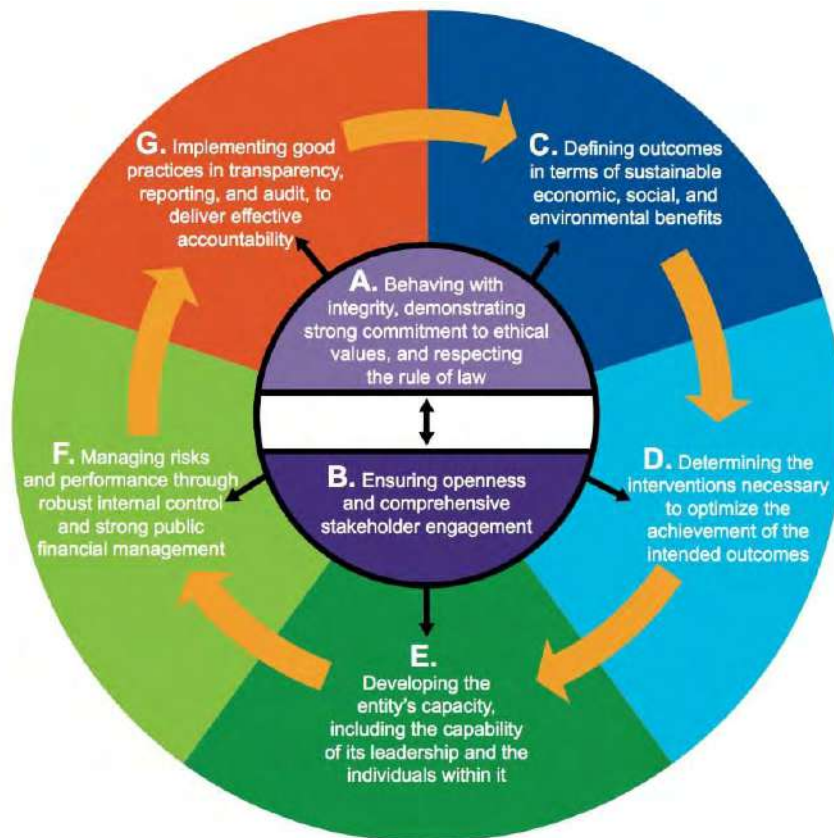 A. Behaving with
integrity, demonstrating
strong commitment to ethical
values, and respecting
the rule of law
B. Ensuring openness
and comprehensive
stakeholder engagement
C. Defining outcomes
in terms of sustainable
economic, social, and
environmental benefits
D. Determining the
interventions necessary
to optimize the
achievement of the
intended outcomes
E.
Developing the
entity's capacity,
including the capability
of its leadership and the
individuals within it
F. Managing risks
and performance through
robust internal control
and strong public
financial management
G. Implementing good
practices in transparency,
reporting, and audit, to
deliver effective
accountability